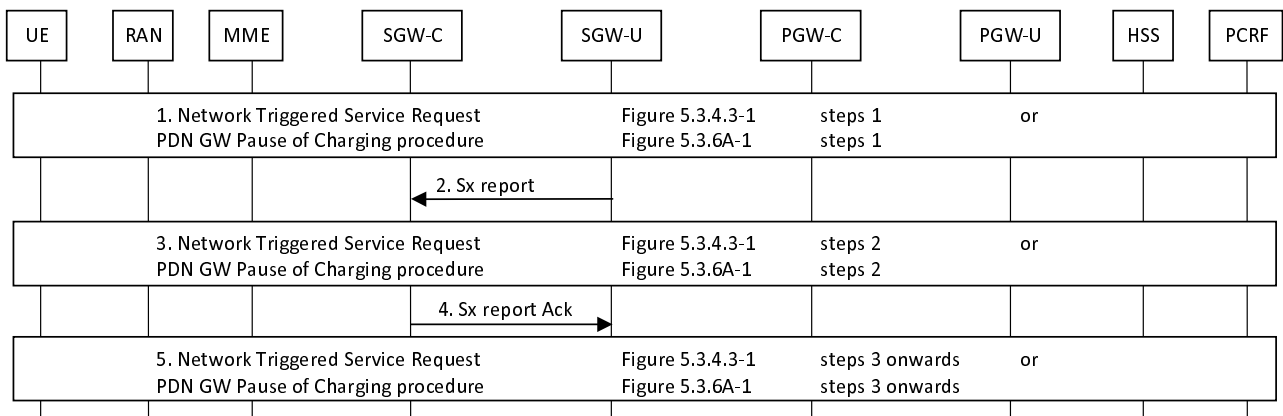 UE RAN MME SGW-C SGW-U PGW-C PGW-U HSS PCRF
1. Network Triggered Service Request Figure 5.3.4.3-1 steps 1 or
PDN GW Pause of Charging procedure Figure 5.3.6A-1 steps 1
2. Sx report
3. Network Triggered Service Request Figure 5.3.4.3-1 steps 2 or
PDN GW Pause of Charging procedure Figure 5.3.6A-1 steps 2
4. Sx report Ack
5. Network Triggered Service Request Figure 5.3.4.3-1 steps 3 onwards or
PDN GW Pause of Charging procedure Figure 5.3.6A-1 steps 3 onwards